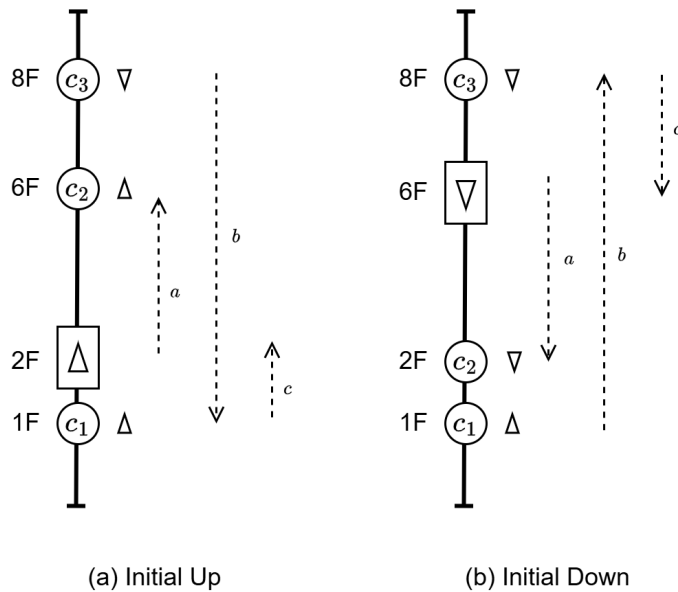 8F c₃
6F c₂
a
b
2F
1F c₁
c
(a) Initial Up
8F c₃
6F
a b
2F c₂
1F c₁
(b) Initial Down